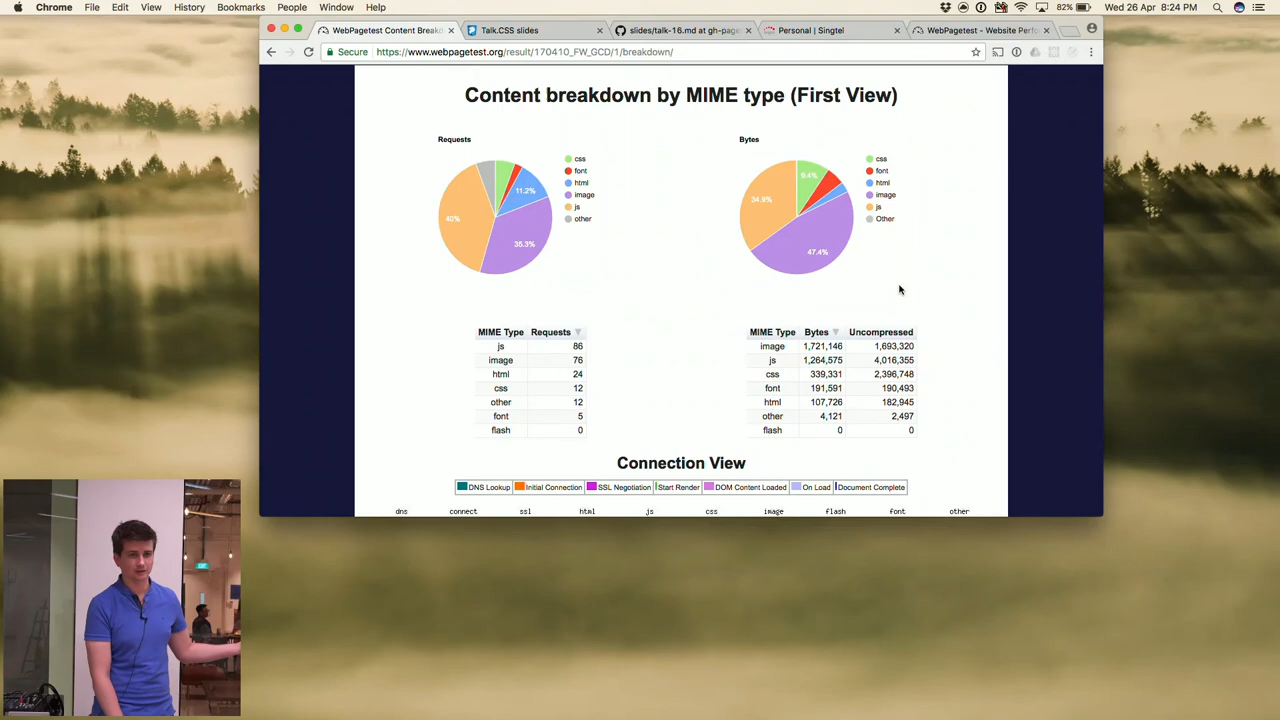 Chrome File Edit View History Bookmarks People Window Help 82% Wed 26 Apr 8:24 PM
WebPagetest Content Breakd Talk.CSS slides slides/talk-16.md at gh-page Personal | Singtel WebPagetest - Website Perfo
Secure https://www.webpagetest.org/result/170410_FW_GCD/1/breakdown/
Content breakdown by MIME type (First View)
Requests
css
font
html
image
js
other
11.2%
40%
35.3%
Bytes
css
font
html
image
js
Other
9.4%
34.8%
47.4%
MIME Type Requests
js 86
image 76
html 24
css 12
other 12
font 5
flash 0
MIME Type Bytes Uncompressed
image 1,721,146 1,693,320
js 1,264,575 4,016,355
css 339,331 2,396,748
font 191,591 190,493
html 107,726 182,945
other 4,121 2,497
flash 0 0
Connection View
DNS Lookup Initial Connection SSL Negotiation Start Render DOM Content Loaded On Load Document Complete
dns connect ssl html js css image flash font other